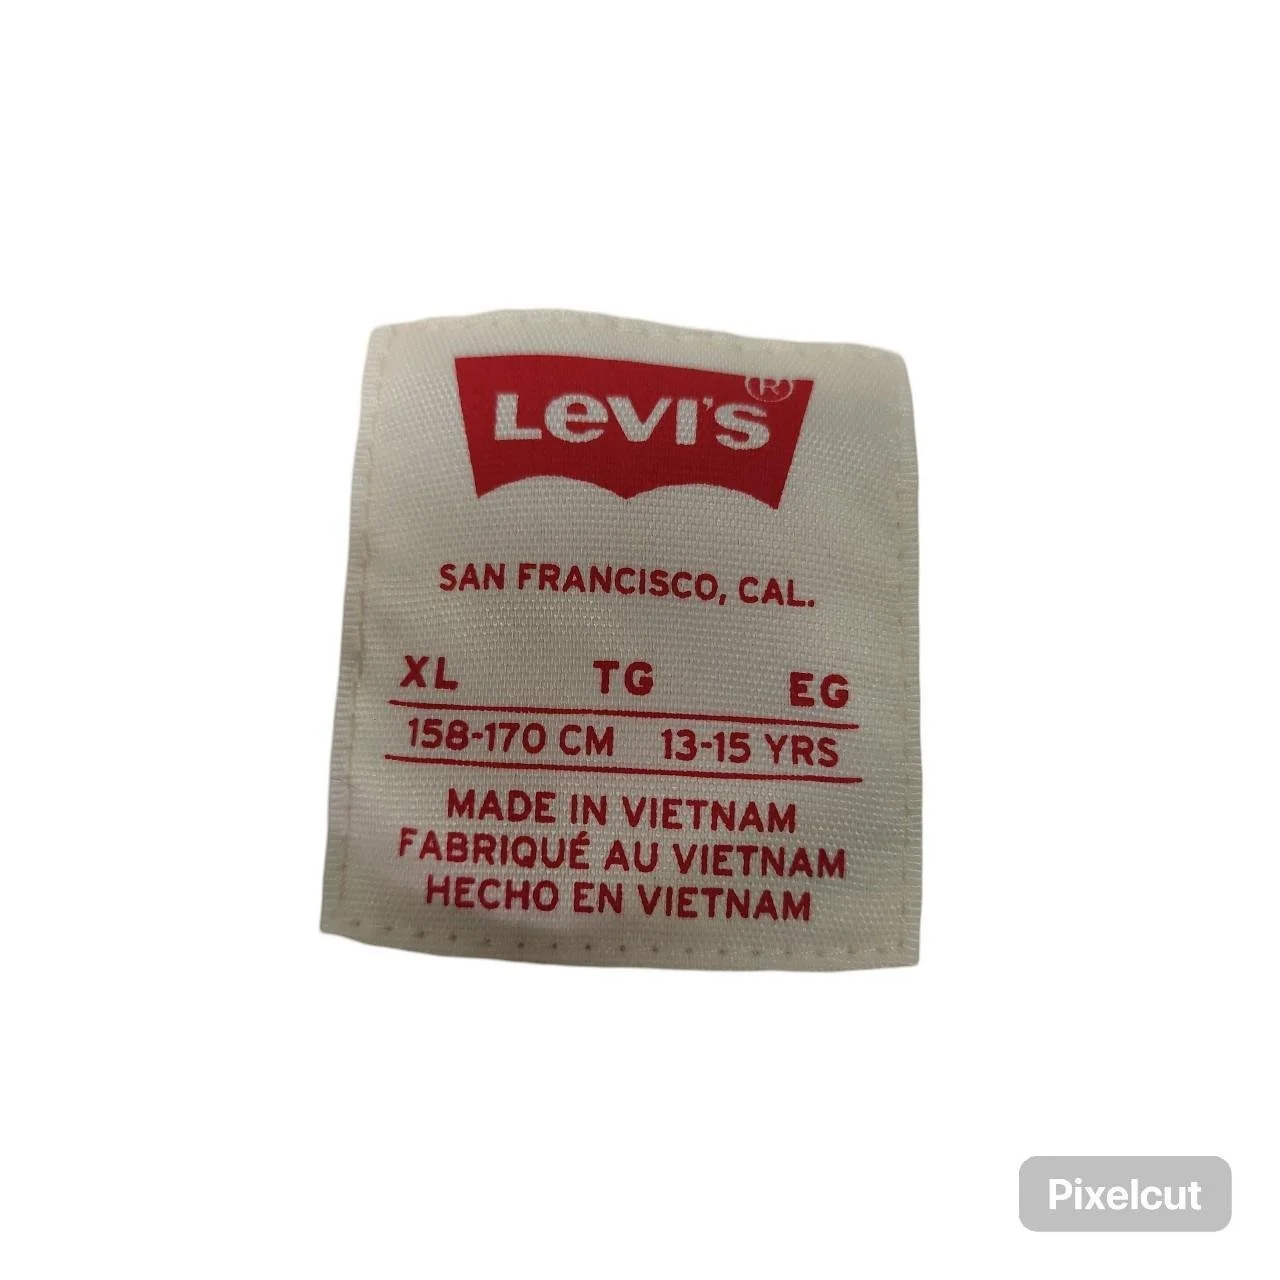 LEVI'S ®
SAN FRANCISCO, CAL.
XL TG EG
158-170 CM 13-15 YRS
MADE IN VIETNAM
FABRIQUÉ AU VIETNAM
HECHO EN VIETNAM
Pixelcut